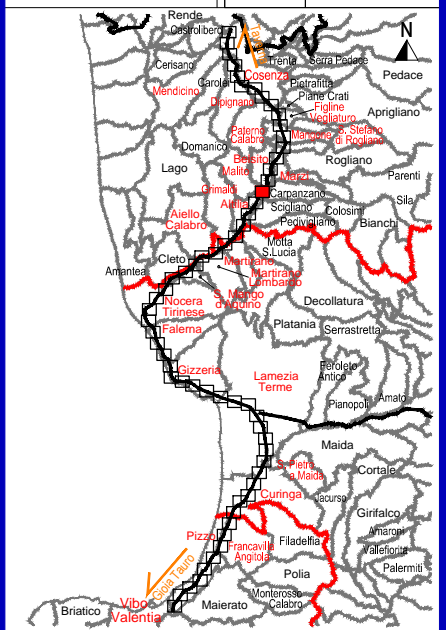 Rende
Castrolibero
N
Trenta
Serra Pedace
Cerisano
Cosenza
Pedace
Carolei
Pietrafitta
Mendicino
Dipignano
Piane Crati
Figline
Vegliaturo
Aprigliano
Paterno
Calabro
Mangone
S. Stefano
di Rogliano
Domanico
Belsito
Rogliano
Lago
Malito
Marzi
Parenti
Grimaldi
Carpanzano
Altilia
Scigliano
Sila
Aiello
Calabro
Colosimi
Pedivigliano
Bianchi
Motta
S.Lucia
Cleto
Martirano
Amantea
Martirano
Lombardo
S. Mango
d'Aquino
Nocera
Tirinese
Decollatura
Platania
Falerna
Serrastretta
Gizzeria
Feroleto
Antico
Lamezia
Terme
Pianopoli
Amato
Maida
S. Pietro
a Maida
Cortale
Curinga
Jacurso
Girifalco
Pizzo
Amaroni
Francavilla
Angitola
Filadelfia
Vallefiorita
Gioia Tauro
Polia
Palermiti
Vibo
Valentia
Briatico
Maierato
Monterosso
Calabro